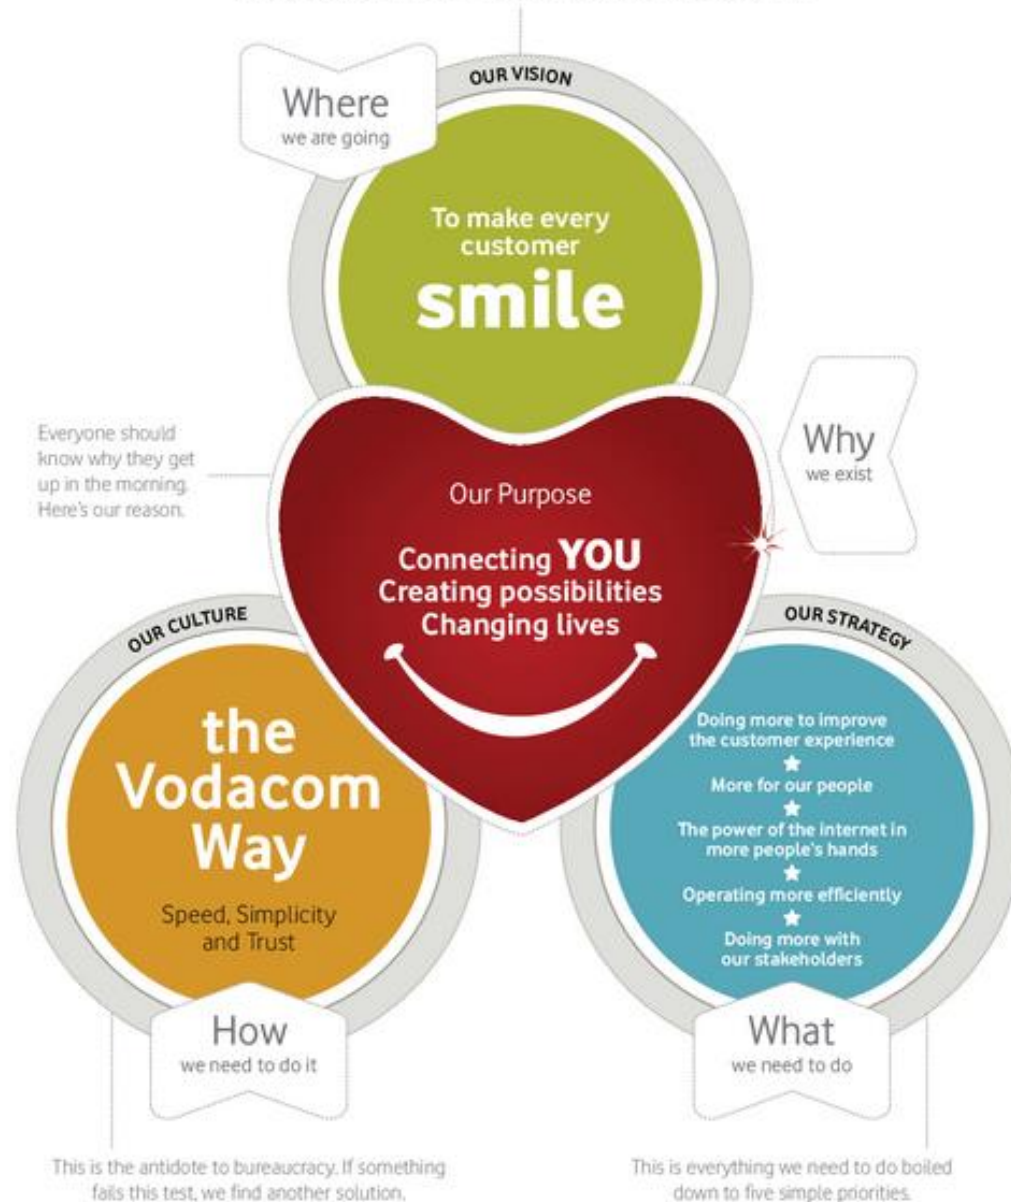 OUR VISION
Where
we are going
To make every
customer
smile
Everyone should
know why they get
up in the morning.
Here's our reason.
Why
we exist
Our Purpose
Connecting YOU
Creating possibilities
Changing lives
OUR CULTURE
the
Vodacom
Way
Speed, Simplicity
and Trust
How
we need to do it
This is the antidote to bureaucracy. If something
fails this test, we find another solution.
OUR STRATEGY
Doing more to improve
the customer experience
More for our people
The power of the internet in
more people's hands
Operating more efficiently
Doing more with
our stakeholders
What
we need to do
This is everything we need to do boiled
down to five simple priorities.